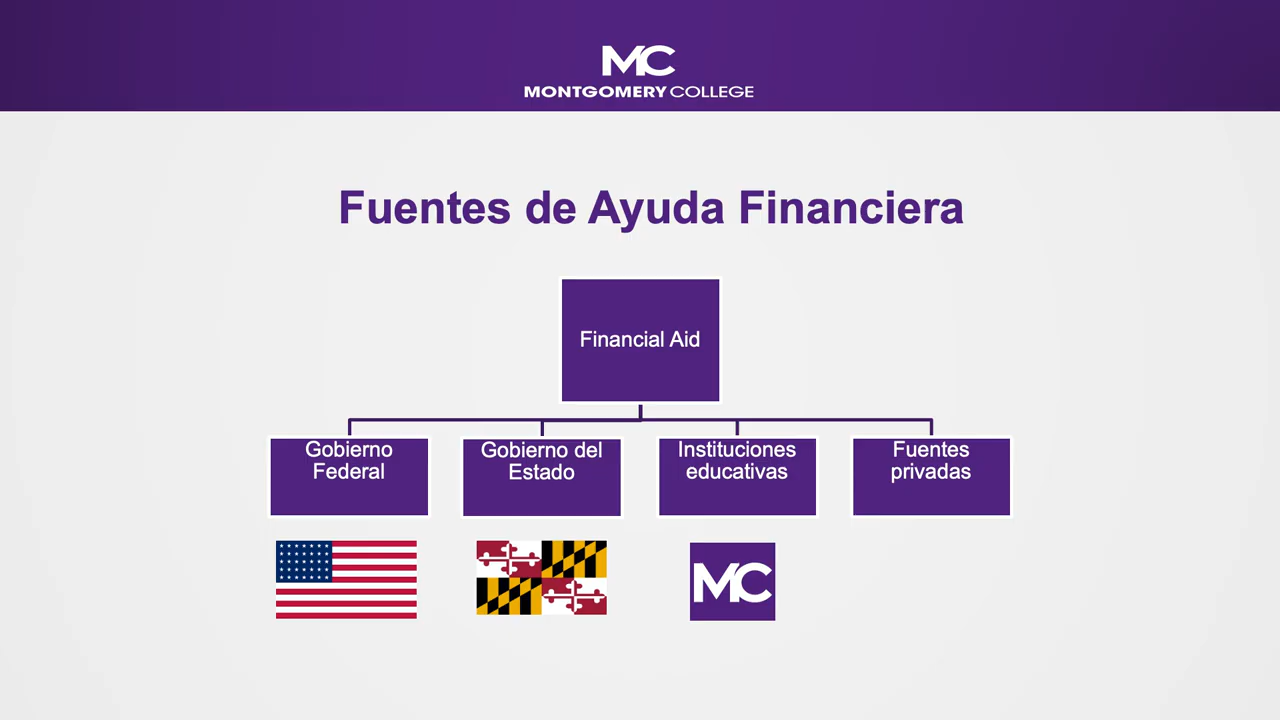 MC
MONTGOMERY COLLEGE
Fuentes de Ayuda Financiera
Financial Aid
Gobierno
Federal
Gobierno del
Estado
Instituciones
educativas
Fuentes
privadas
MC